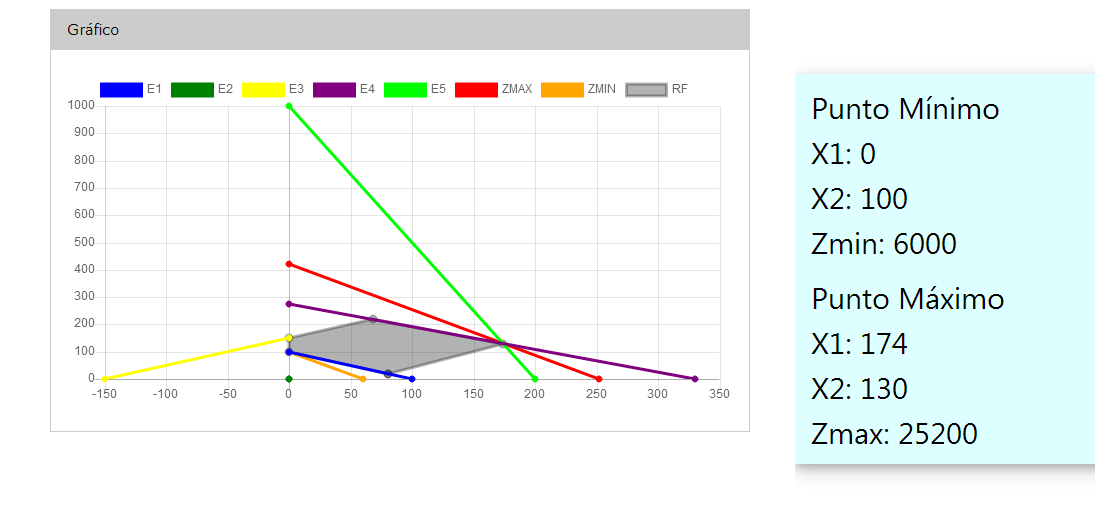 Gráfico
E1 E2 E3 E4 E5 ZMAX ZMIN RF
1000
900
800
700
600
500
400
300
200
100
0
-150 -100 -50 0 50 100 150 200 250 300 350
Punto Mínimo
X1: 0
X2: 100
Zmin: 6000
Punto Máximo
X1: 174
X2: 130
Zmax: 25200